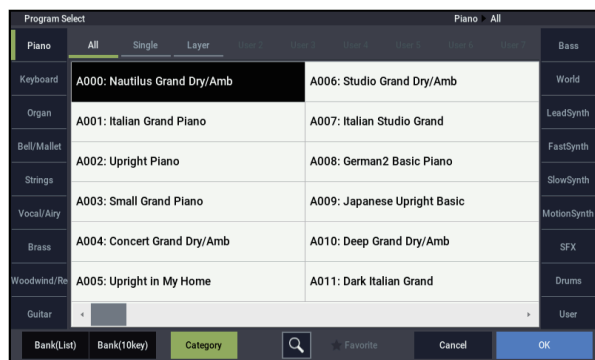 Program Select
Piano All
Piano
All
Single
Layer
User 2
User 3
User 4
User 5
User 6
User 7
Bass
Keyboard
A000: Nautilus Grand Dry/Amb
A006: Studio Grand Dry/Amb
World
Organ
A001: Italian Grand Piano
A007: Italian Studio Grand
LeadSynth
Bell/Mallet
A002: Upright Piano
A008: German2 Basic Piano
FastSynth
Strings
SlowSynth
A003: Small Grand Piano
A009: Japanese Upright Basic
Vocal/Airy
MotionSynth
Brass
A004: Concert Grand Dry/Amb
A010: Deep Grand Dry/Amb
SFX
Woodwind/Re
A005: Upright in My Home
A011: Dark Italian Grand
Drums
Guitar
User
Bank(List)
Bank(10key)
Category
Favorite
Cancel
OK